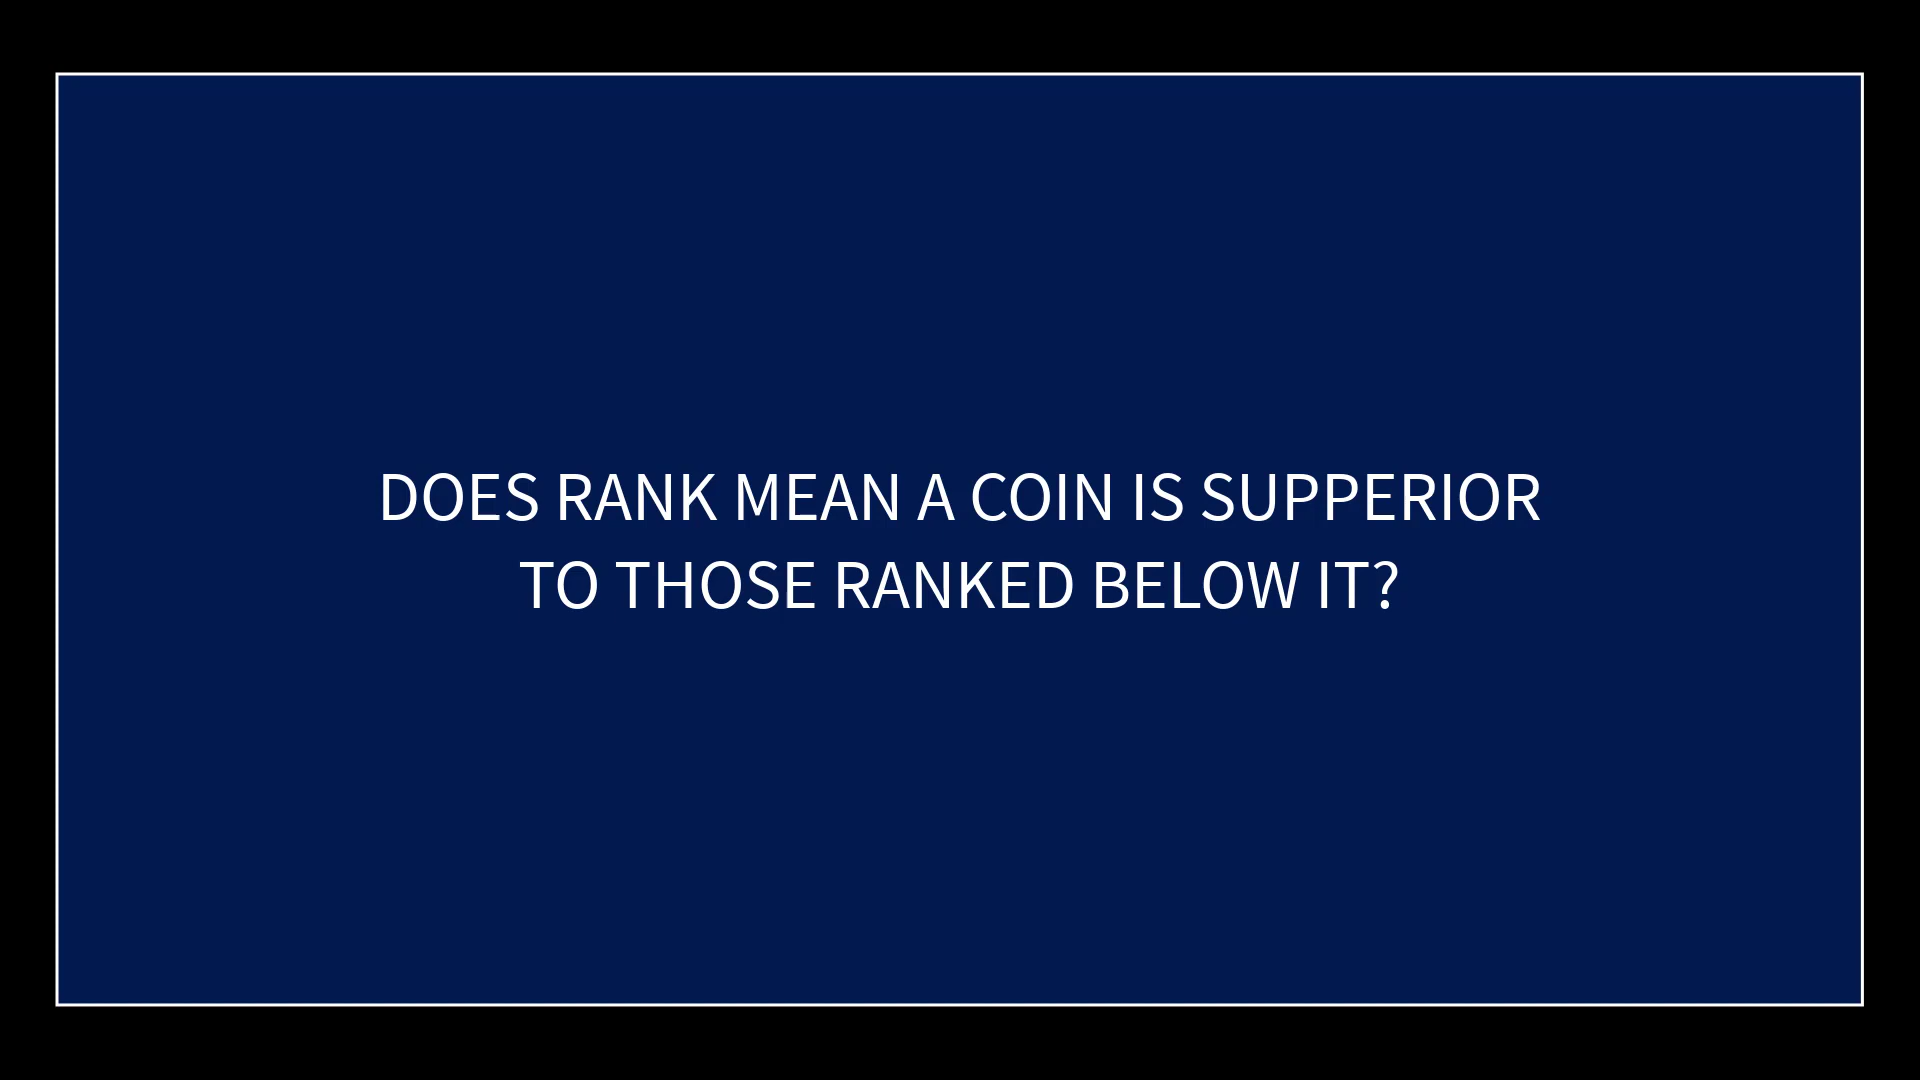 DOES RANK MEAN A COIN IS SUPPERIOR
TO THOSE RANKED BELOW IT?